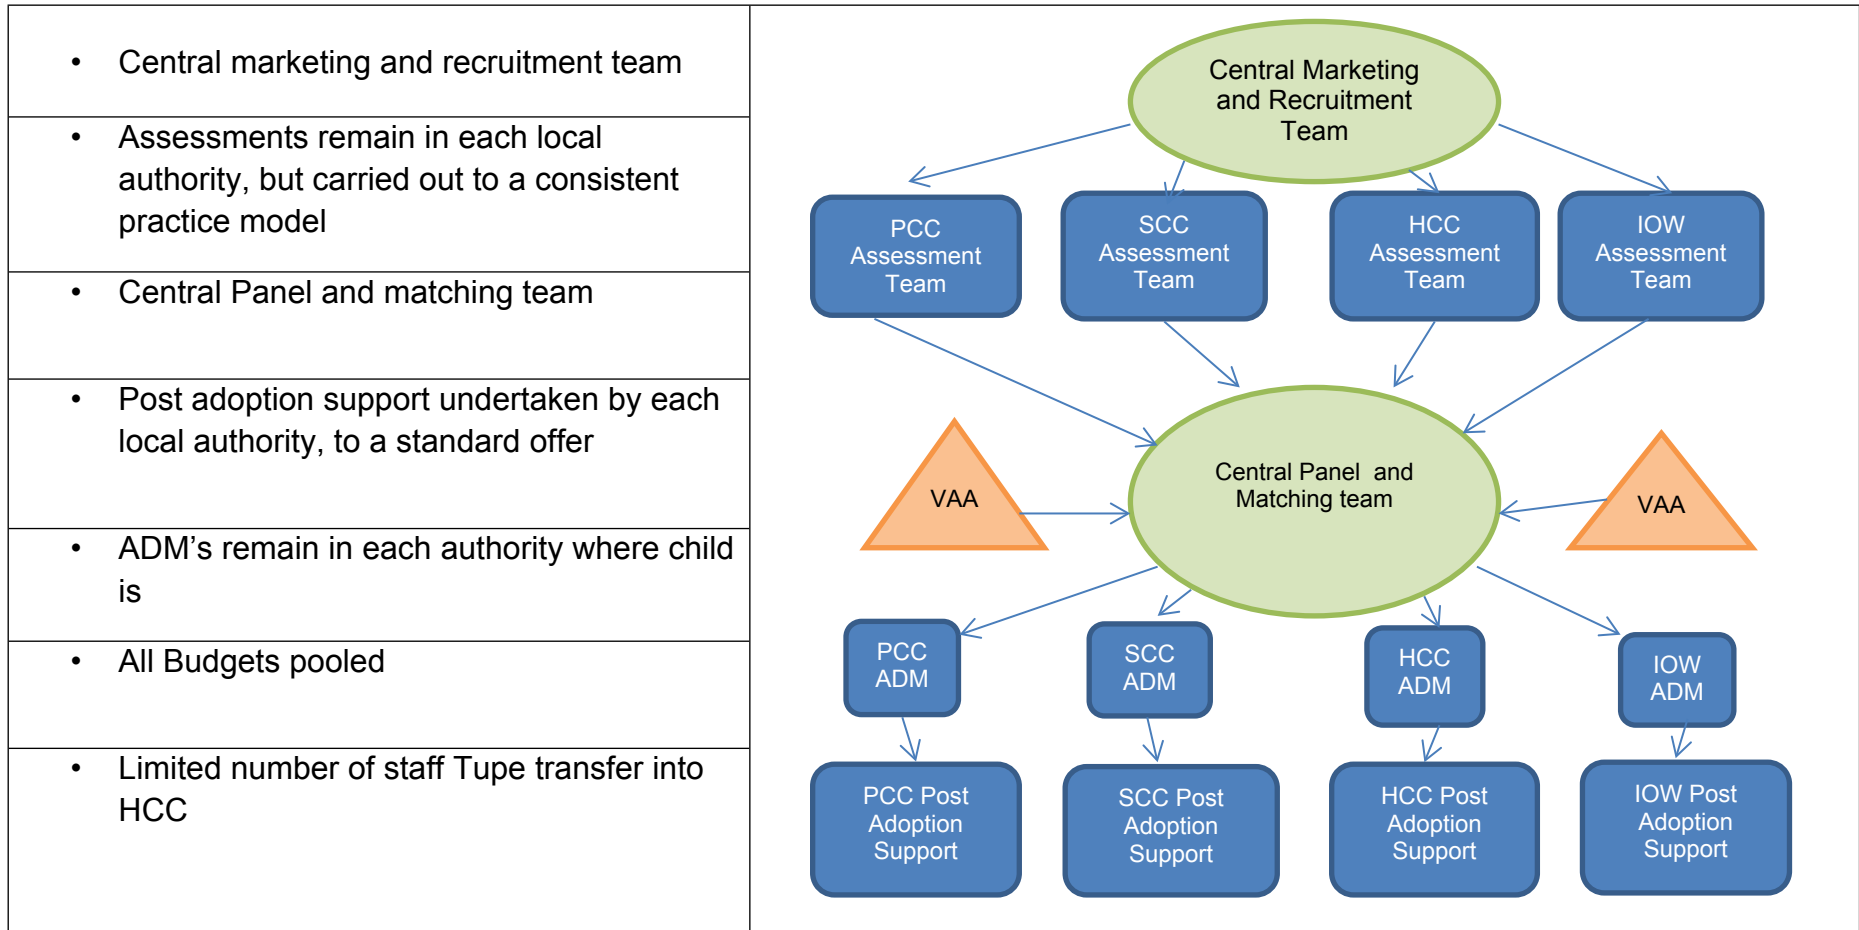 • Central marketing and recruitment team
• Assessments remain in each local
authority, but carried out to a consistent
practice model
• Central Panel and matching team
• Post adoption support undertaken by each
local authority, to a standard offer
• ADM’s remain in each authority where child
is
• All Budgets pooled
• Limited number of staff Tupe transfer into
HCC
Central Marketing
and Recruitment
Team
PCC
Assessment
Team
SCC
Assessment
Team
HCC
Assessment
Team
IOW
Assessment
Team
VAA
Central Panel and
Matching team
VAA
PCC
ADM
SCC
ADM
HCC
ADM
IOW
ADM
PCC Post
Adoption
Support
SCC Post
Adoption
Support
HCC Post
Adoption
Support
IOW Post
Adoption
Support